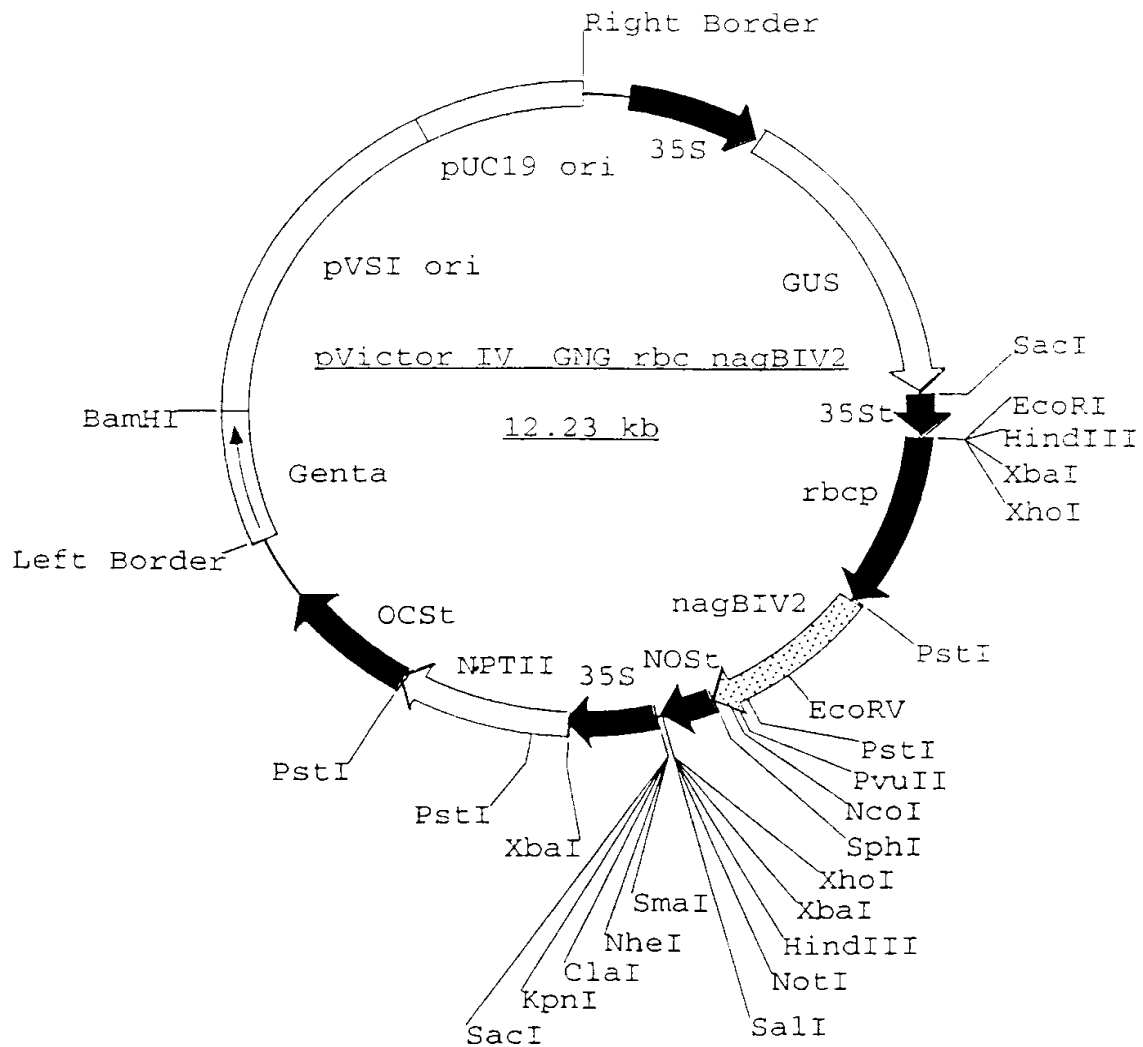 Right Border
35S
pUC19 ori
pVSI ori
GUS
pVictor IV GNG rbc nagBIV2
SacI
35St
EcoRI
BamHI
12.23 kb
HindIII
Genta
rbcp
XbaI
XhoI
Left Border
nagBIV2
OCSt
PstI
NPTII
35S
NOSt
EcoRV
PstI
PstI
PvuII
PstI
NcoI
XbaI
SphI
XhoI
SmaI
XbaI
NheI
HindIII
ClaI
NotI
KpnI
SacI
SalI